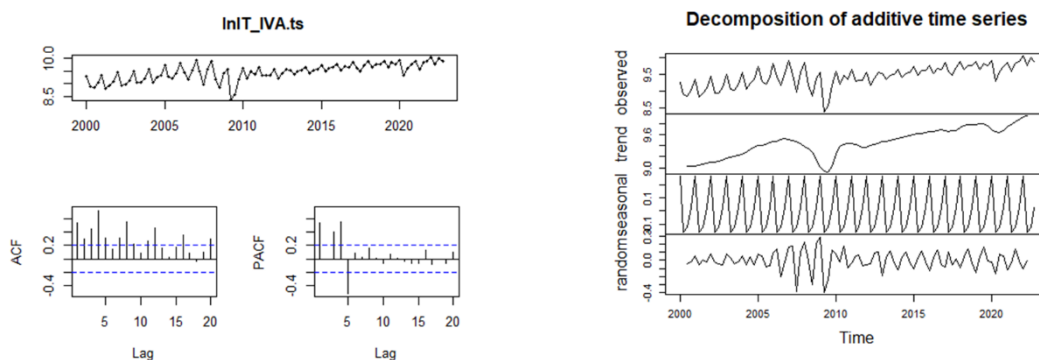 lnIT_IVA.ts
10.0
8.5
2000 2005 2010 2015 2020
ACF
0.2
-0.4
5 10 15 20
Lag
PACF
0.2
-0.4
5 10 15 20
Lag
Decomposition of additive time series
observed
9.5
8.5
trend
9.6
9.0
seasonal
0.1
random
0.0
-0.4
2000 2005 2010 2015 2020
Time